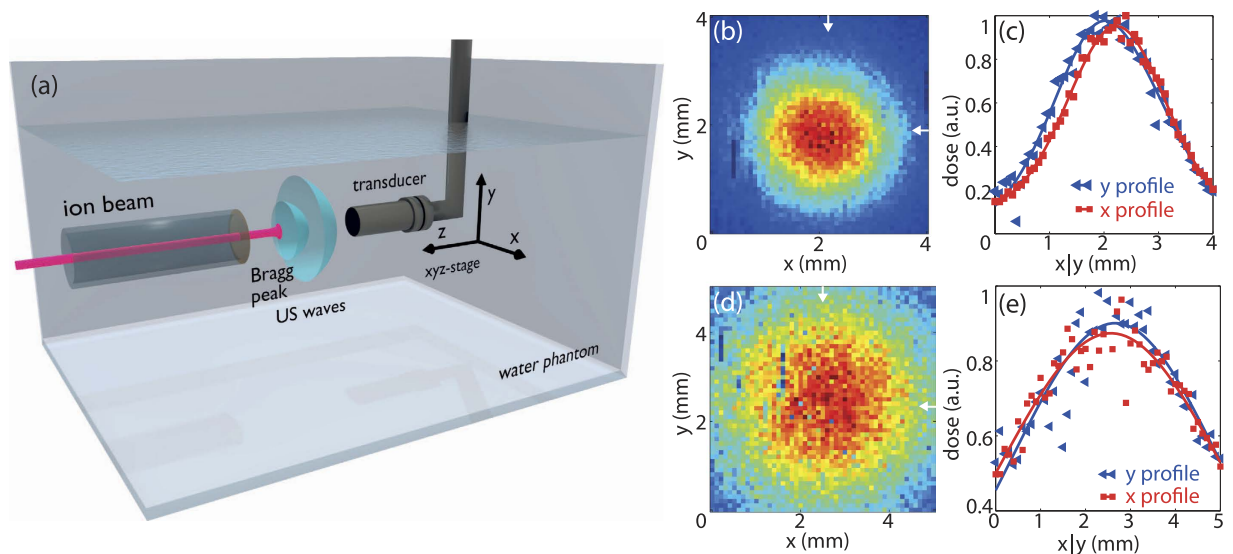 (a)
ion beam
Bragg
peak
US waves
transducer
y
z
x
xyz-stage
water phantom
(b)
4
2
0
y (mm)
2
4
x (mm)
(c)
1
0.8
0.6
0.4
0.2
dose (a.u.)
y profile
x profile
0
1
2
3
4
x|y (mm)
(d)
4
2
0
y (mm)
2
4
x (mm)
(e)
1
0.8
0.6
0.4
dose (a.u.)
y profile
x profile
0
1
2
3
4
5
x|y (mm)